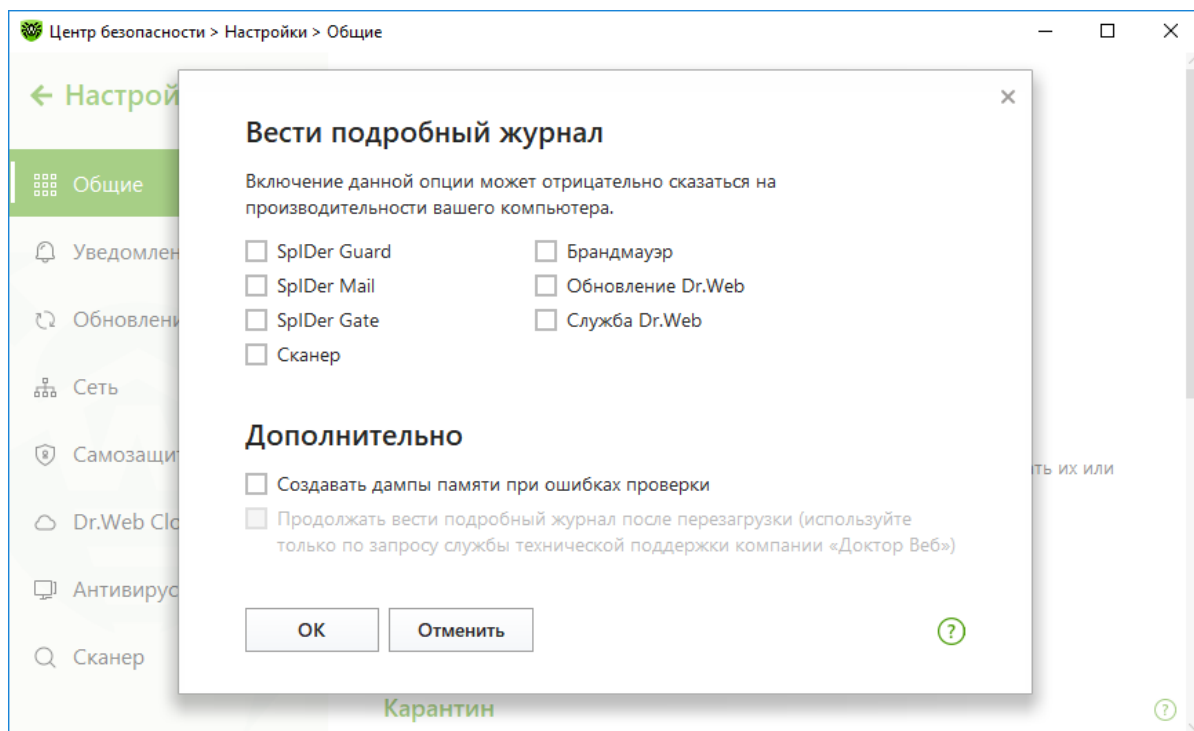 Центр безопасности > Настройки > Общие
Настрой
Вести подробный журнал
Включение данной опции может отрицательно сказаться на
производительности вашего компьютера.
Общие
SpIDer Guard
Брандмауэр
Уведомлен
SpIDer Mail
Обновление Dr.Web
SpIDer Gate
Служба Dr.Web
Обновлени
Сканер
Сеть
Дополнительно
Самозащит
ть их или
Создавать дампы памяти при ошибках проверки
Dr.Web Clo
Продолжать вести подробный журнал после перезагрузки (используйте
только по запросу службы технической поддержки компании «Доктор Веб»)
Антивирус
ОК
Отменить
?
Сканер
Карантин
?